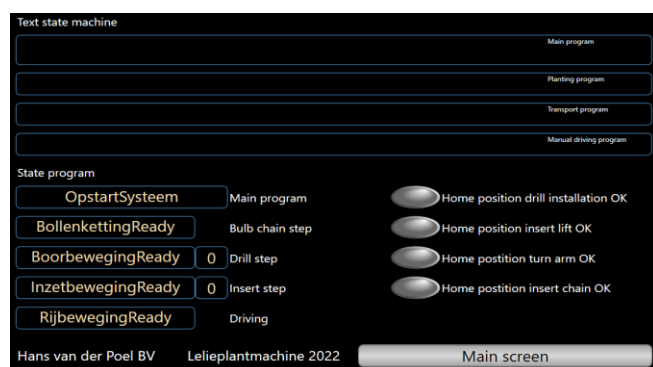 Text state machine
Main program
Planting program
Transport program
Manual driving program
State program
OpstartSysteem Main program Home position drill installation OK
BollenkettingReady Bulb chain step Home position insert lift OK
BoorbewegingReady 0 Drill step Home postition turn arm OK
InzetbewegingReady 0 Insert step Home postition insert chain OK
RijbewegingReady Driving
Hans van der Poel BV Lelieplantmachine 2022 Main screen